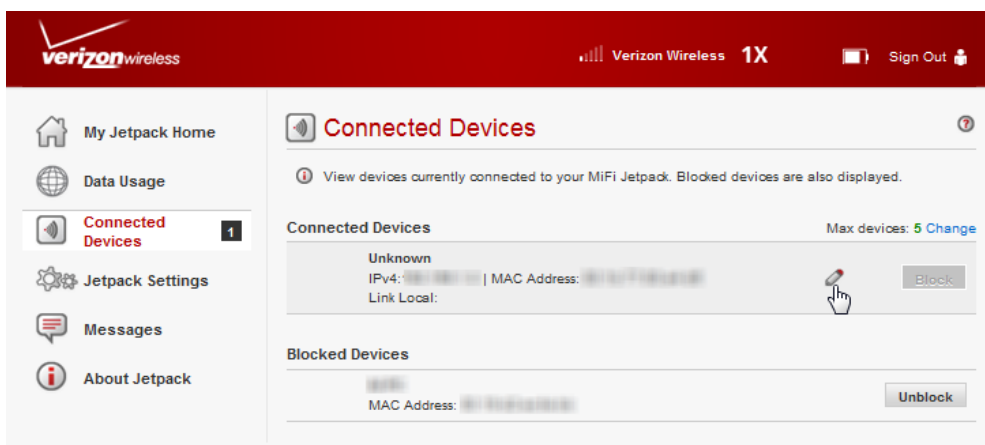 verizonwireless
Verizon Wireless 1X Sign Out
My Jetpack Home
Data Usage
Connected Devices 1
Jetpack Settings
Messages
About Jetpack
Connected Devices ?
i View devices currently connected to your MiFi Jetpack. Blocked devices are also displayed.
Connected Devices Max devices: 5 Change
Unknown
IPv4: | MAC Address:
Link Local:
Block
Blocked Devices
MAC Address:
Unblock